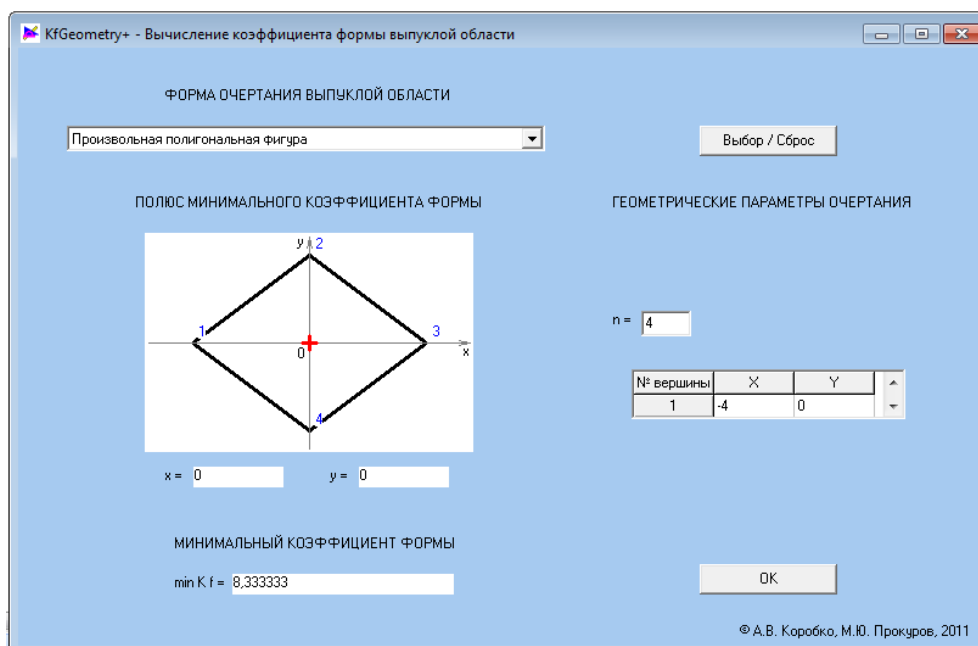 KfGeometry+ - Вычисление коэффициента формы выпуклой области
ФОРМА ОЧЕРТАНИЯ ВЫПУКЛОЙ ОБЛАСТИ
Произвольная полигональная фигура
Выбор / Сброс
ПОЛЮС МИНИМАЛЬНОГО КОЭФФИЦИЕНТА ФОРМЫ
ГЕОМЕТРИЧЕСКИЕ ПАРАМЕТРЫ ОЧЕРТАНИЯ
y 2
1
3
0
x
4
n = 4
№ вершины X Y
1 -4 0
x = 0 y = 0
МИНИМАЛЬНЫЙ КОЭФФИЦИЕНТ ФОРМЫ
min K f = 8,333333
OK
© А.В. Коробко, М.Ю. Прокуров, 2011